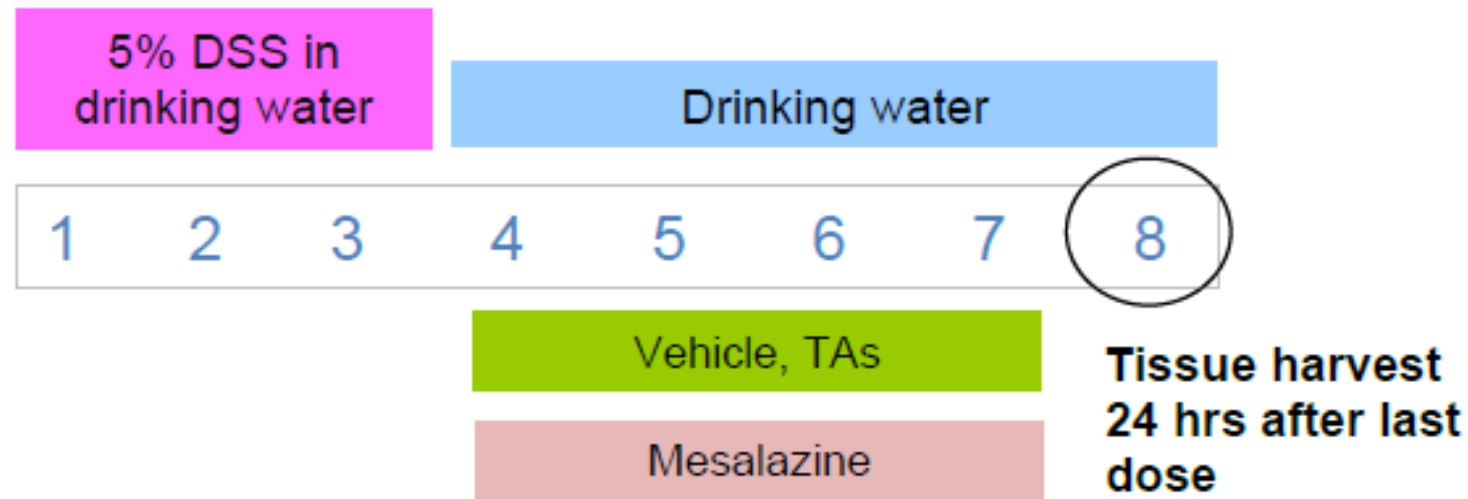 5% DSS in
drinking water
Drinking water
1 2 3 4 5 6 7 8
Vehicle, TAs
Mesalazine
Tissue harvest
24 hrs after last
dose